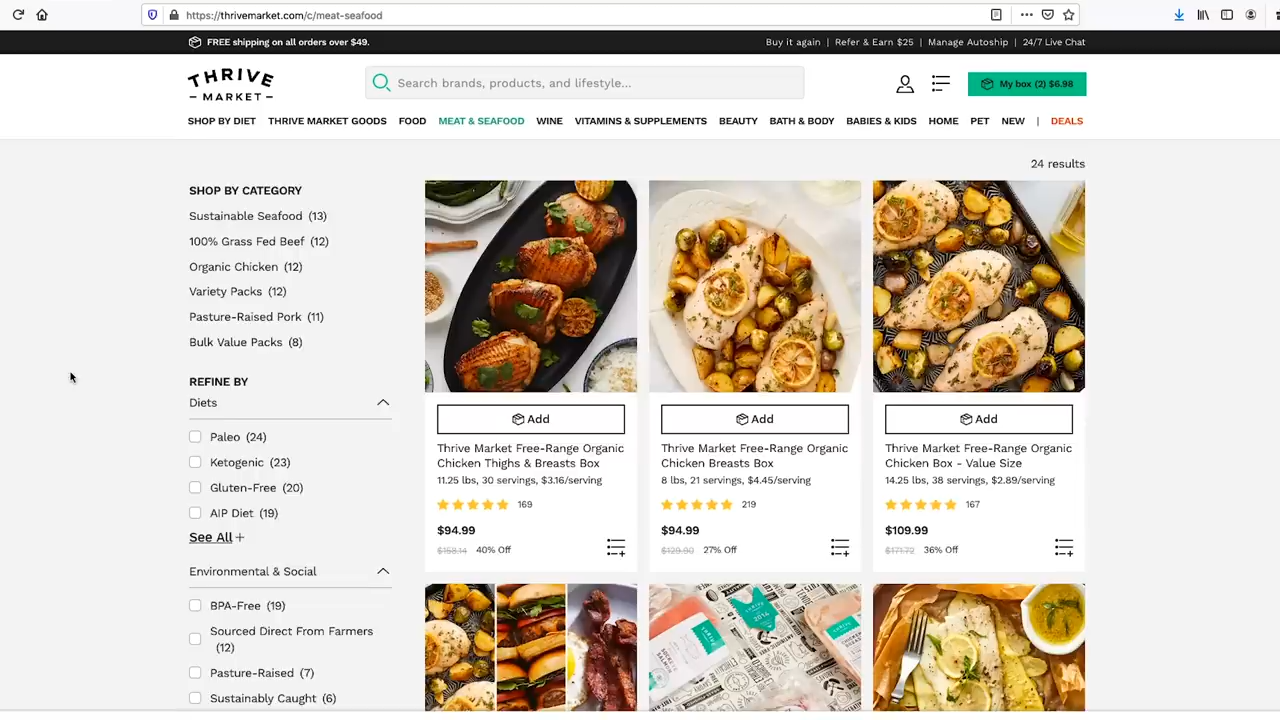 https://thrivemarket.com/c/meat-seafood
FREE shipping on all orders over $49.
Buy it again | Refer & Earn $25 | Manage Autoship | 24/7 Live Chat
THRIVE
MARKET
Search brands, products, and lifestyle...
My box (2) $6.98
SHOP BY DIET THRIVE MARKET GOODS FOOD MEAT & SEAFOOD WINE VITAMINS & SUPPLEMENTS BEAUTY BATH & BODY BABIES & KIDS HOME PET NEW | DEALS
24 results
SHOP BY CATEGORY
Sustainable Seafood (13)
100% Grass Fed Beef (12)
Organic Chicken (12)
Variety Packs (12)
Pasture-Raised Pork (11)
Bulk Value Packs (8)
REFINE BY
Diets
Paleo (24)
Ketogenic (23)
Gluten-Free (20)
AIP Diet (19)
See All +
Environmental & Social
BPA-Free (19)
Sourced Direct From Farmers
(12)
Pasture-Raised (7)
Sustainably Caught (6)
Add
Thrive Market Free-Range Organic
Chicken Thighs & Breasts Box
11.25 lbs, 30 servings, $3.16/serving
169
$94.99
$158.14 40% Off
Add
Thrive Market Free-Range Organic
Chicken Breasts Box
8 lbs, 21 servings, $4.45/serving
219
$94.99
$129.90 27% Off
Add
Thrive Market Free-Range Organic
Chicken Box - Value Size
14.25 lbs, 38 servings, $2.89/serving
167
$109.99
$171.72 36% Off